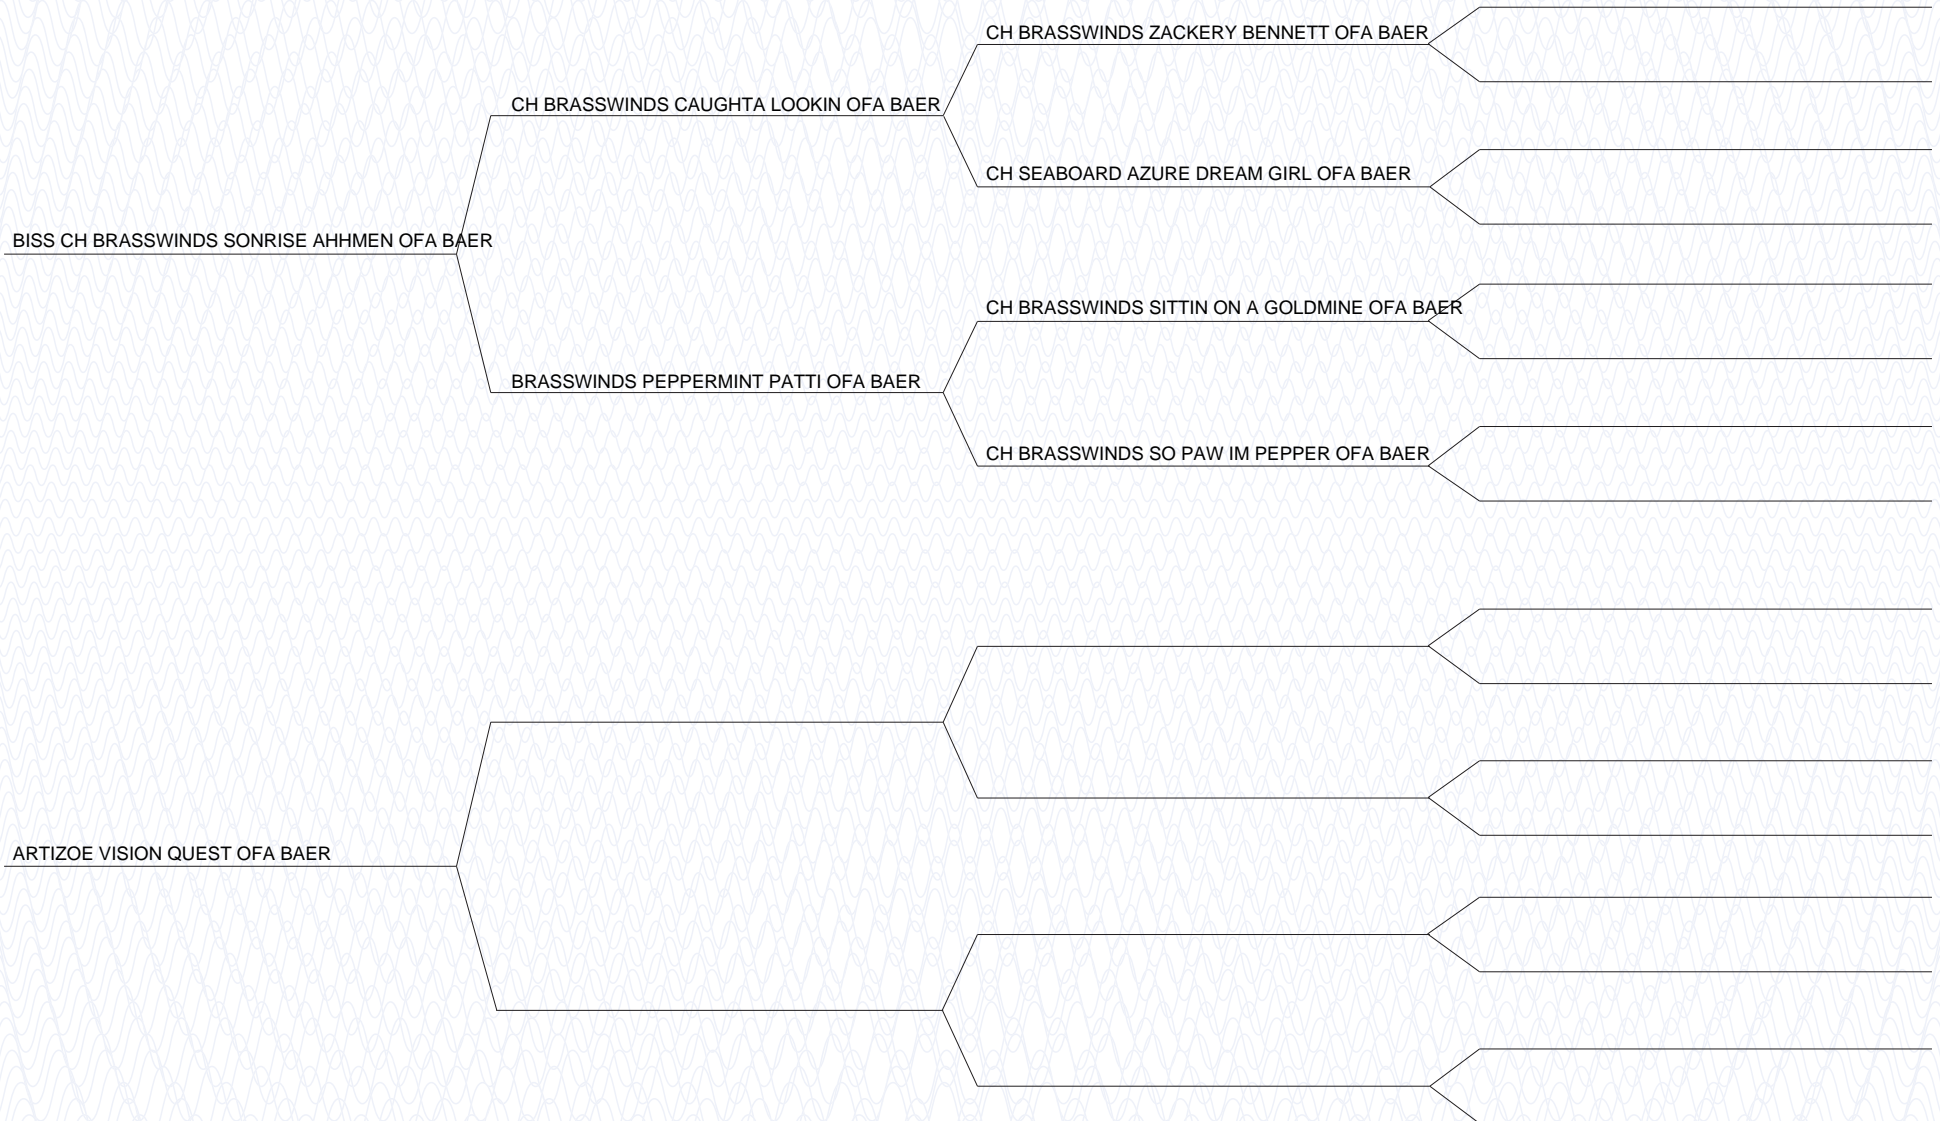 CH BRASSWINDS ZACKERY BENNETT OFA BAER
CH BRASSWINDS CAUGHTA LOOKIN OFA BAER
CH SEABOARD AZURE DREAM GIRL OFA BAER
BISS CH BRASSWINDS SONRISE AHHMEN OFA BAER
CH BRASSWINDS SITTIN ON A GOLDMINE OFA BAER
BRASSWINDS PEPPERMINT PATTI OFA BAER
CH BRASSWINDS SO PAW IM PEPPER OFA BAER
ARTIZOE VISION QUEST OFA BAER